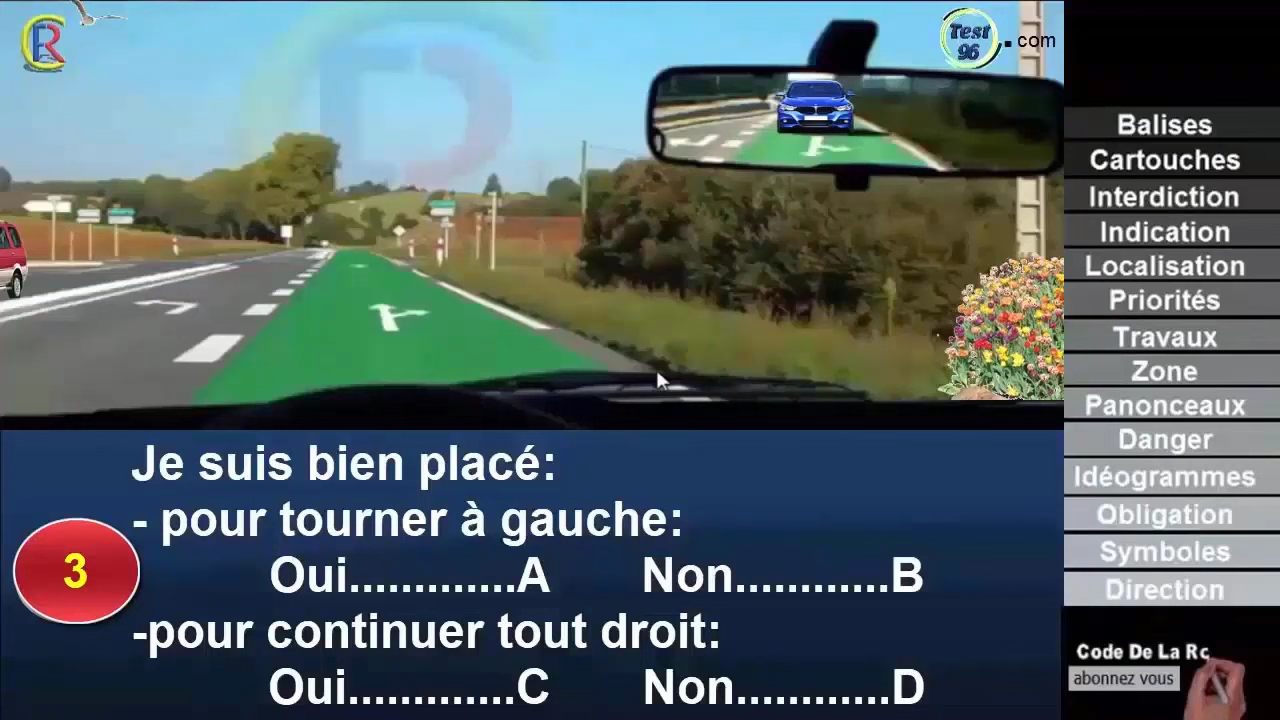 Test
96
.com
Balises
Cartouches
Interdiction
Indication
Localisation
Priorités
Travaux
Zone
Panonceaux
Danger
Idéogrammes
Obligation
Symboles
Direction
Je suis bien placé:
- pour tourner à gauche:
Oui.............A Non............B
-pour continuer tout droit:
Oui.............C Non............D
3
Code De La Rc
abonnez vous